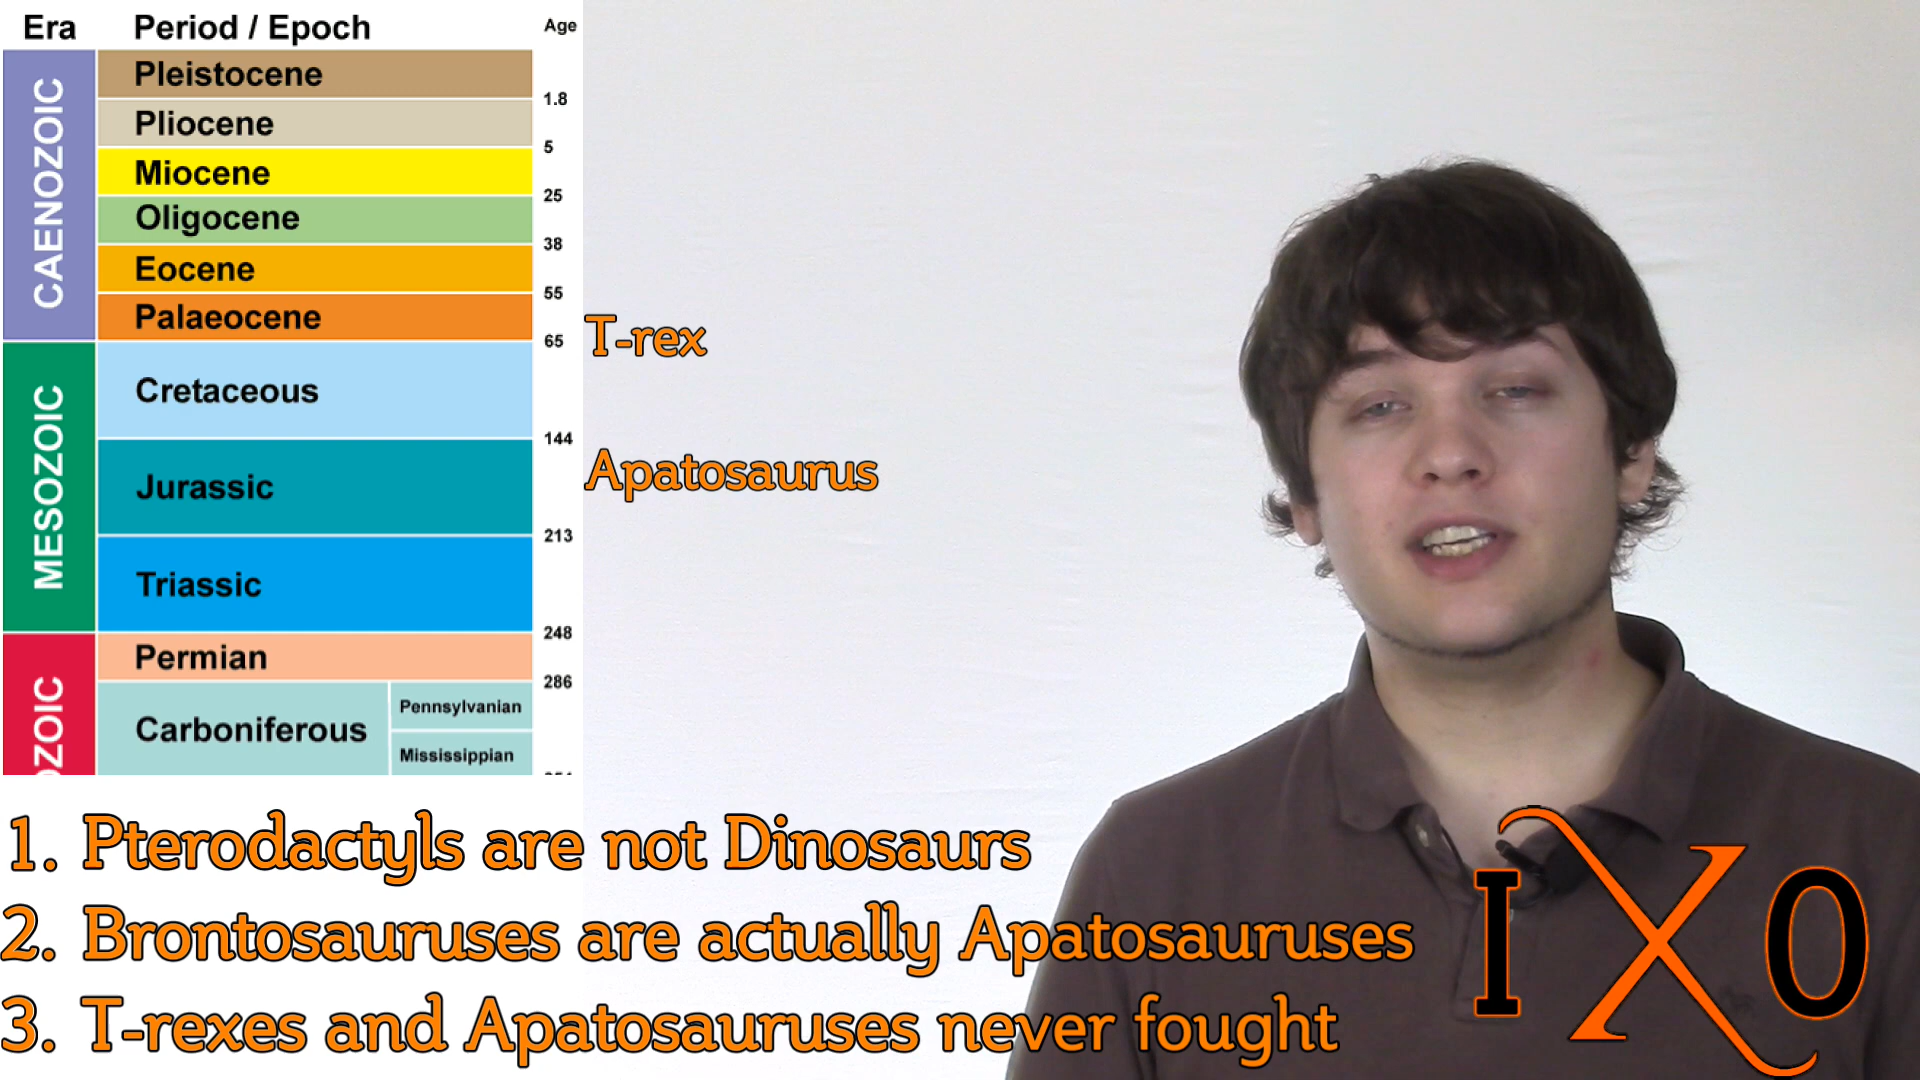 Era Period / Epoch Age
Pleistocene
1.8
Pliocene
5
Miocene
25
Oligocene
38
Eocene
55
Palaeocene
65
CAENOZOIC
T-rex
Cretaceous
144
Apatosaurus
Jurassic
213
Triassic
248
MESOZOIC
Permian
286
Carboniferous
Pennsylvanian
Mississippian
OZOIC
1. Pterodactyls are not Dinosaurs
2. Brontosauruses are actually Apatosauruses
3. T-rexes and Apatosauruses never fought
IX0